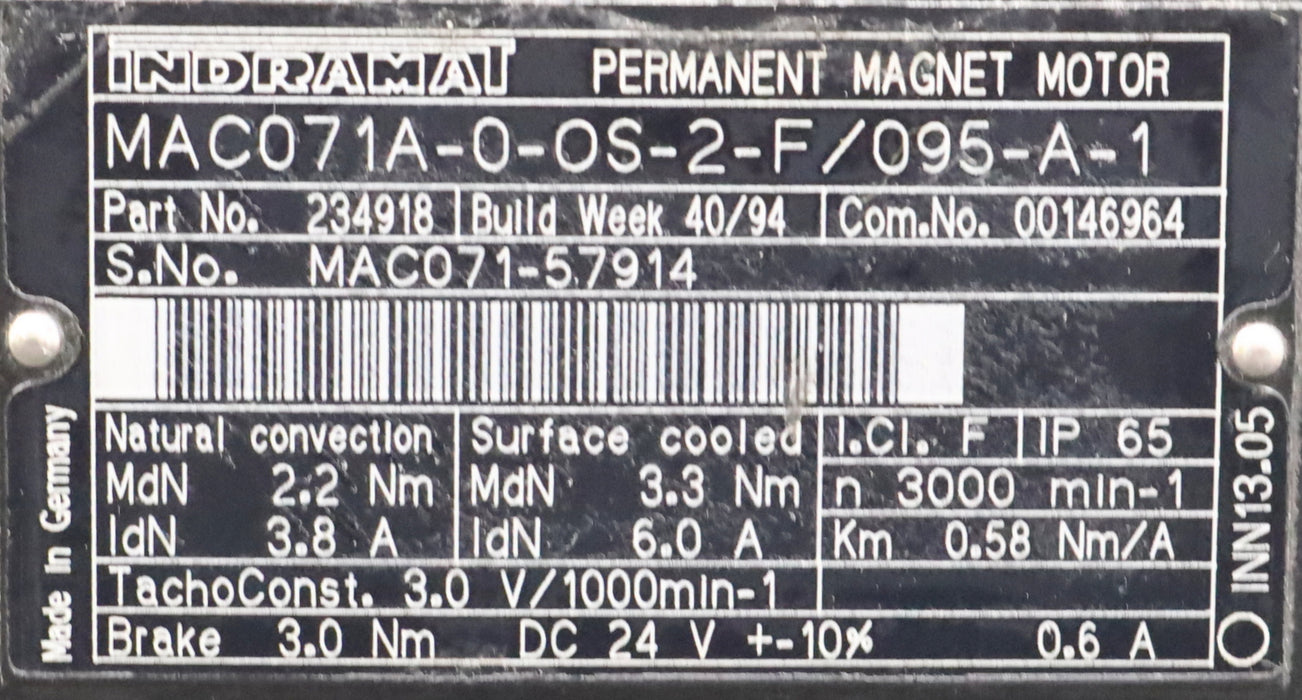 INDRAMAT PERMANENT MAGNET MOTOR
MAC071A-0-OS-2-F/095-A-1
Part No. 234918 Build Week 40/94 Com.No. 00146964
S.No. MAC071-57914
Natural convection Surface cooled I.Cl. F IP 65
MdN 2.2 Nm MdN 3.3 Nm n 3000 min-1
IdN 3.8 A IdN 6.0 A Km 0.58 Nm/A
TachoConst. 3.0 V/1000min-1
Brake 3.0 Nm DC 24 V +-10% 0.6 A
Made in Germany
INN13.05